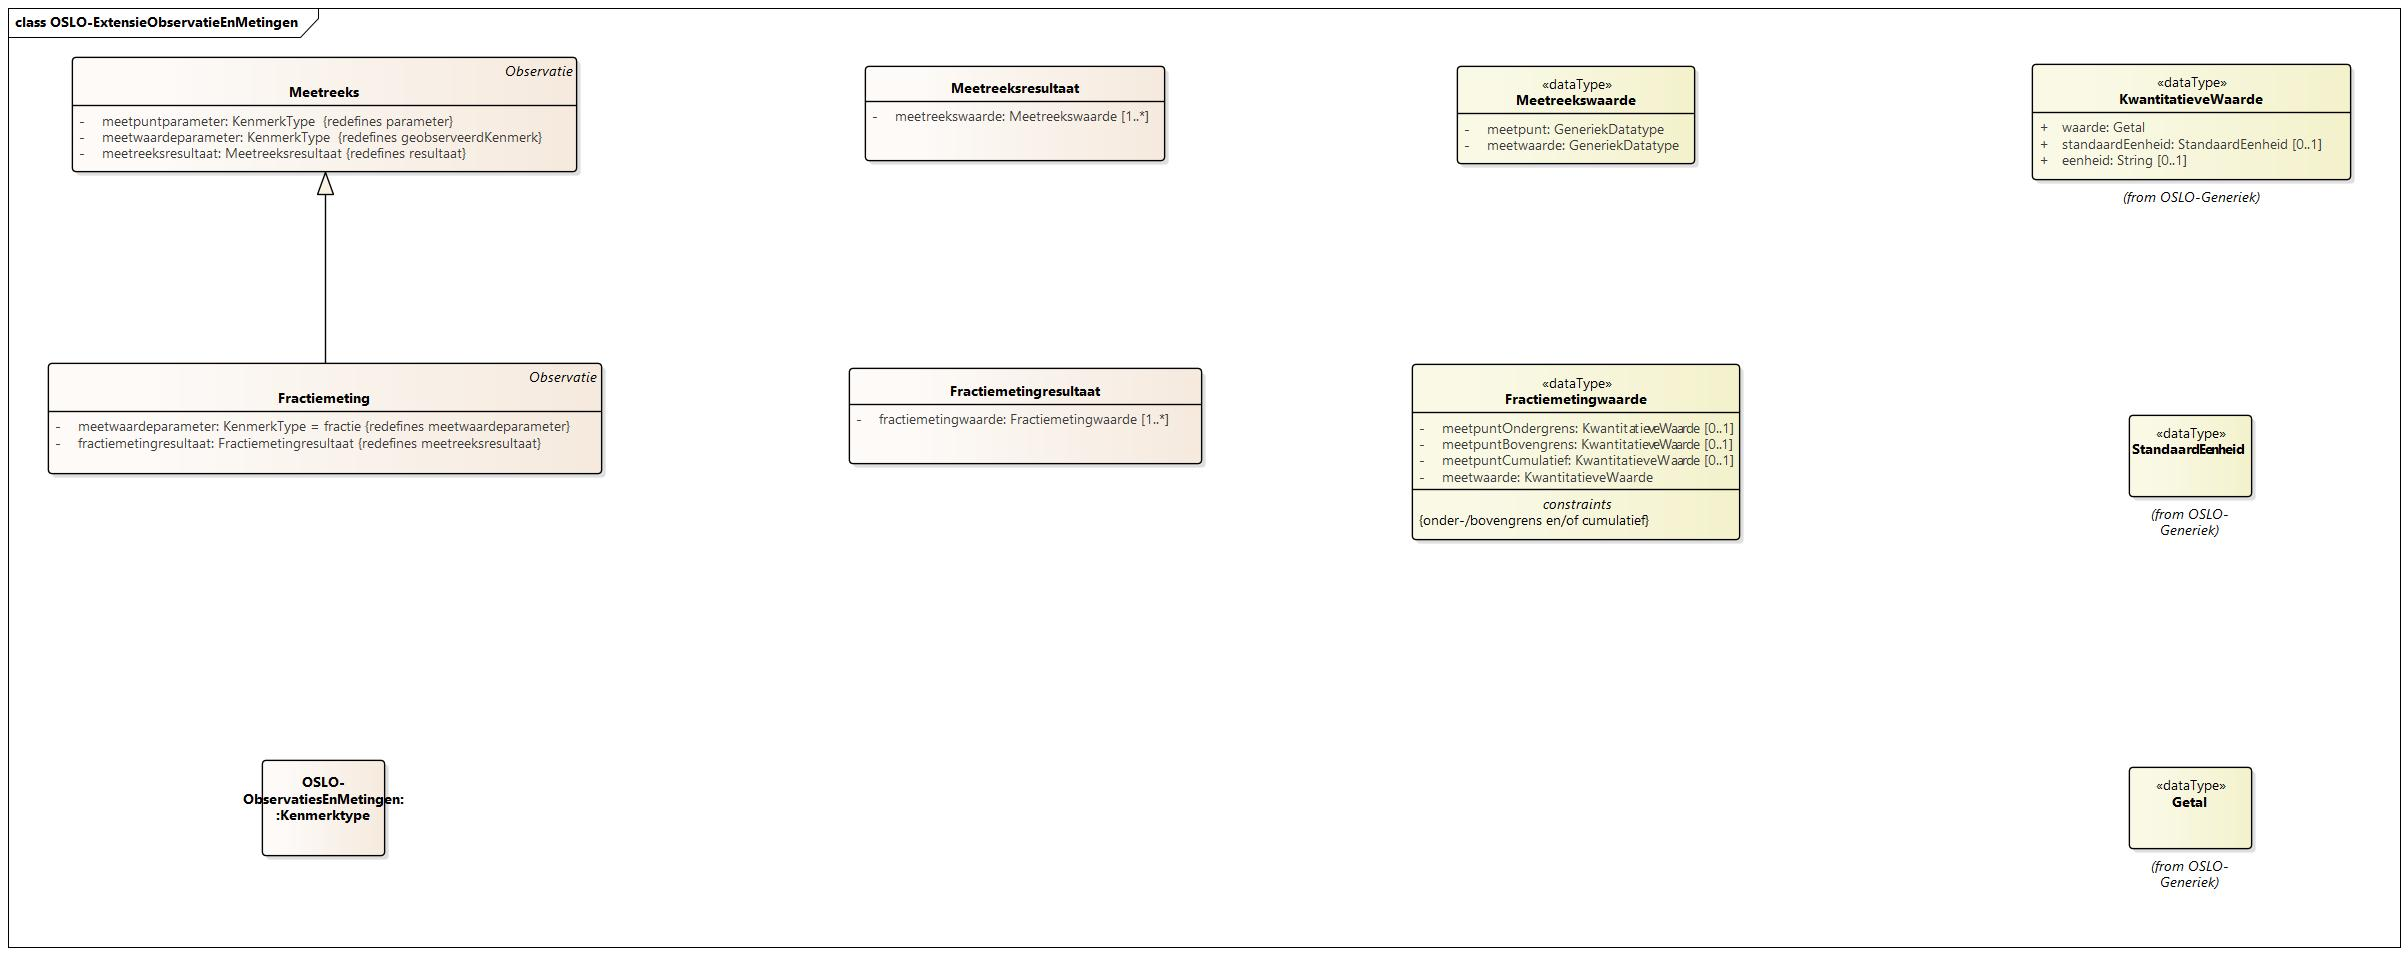 class OSLO-ExtensieObservatieEnMetingen
Observatie
Meetreeks
- meetpuntparameter: KenmerkType {redefines parameter}
- meetwaardeparameter: KenmerkType {redefines geobserveerdKenmerk}
- meetreeksresultaat: Meetreeksresultaat {redefines resultaat}
Meetreeksresultaat
- meetreekswaarde: Meetreekswaarde [1..*]
«dataType»
Meetreekswaarde
- meetpunt: GeneriekDatatype
- meetwaarde: GeneriekDatatype
«dataType»
KwantitatieveWaarde
+ waarde: Getal
+ standaardEenheid: StandaardEenheid [0..1]
+ eenheid: String [0..1]
(from OSLO-Generiek)
Observatie
Fractiemeting
- meetwaardeparameter: KenmerkType = fractie {redefines meetwaardeparameter}
- fractiemetingresultaat: Fractiemetingresultaat {redefines meetreeksresultaat}
Fractiemetingresultaat
- fractiemetingwaarde: Fractiemetingwaarde [1..*]
«dataType»
Fractiemetingwaarde
- meetpuntOndergrens: KwantitatieveWaarde [0..1]
- meetpuntBovengrens: KwantitatieveWaarde [0..1]
- meetpuntCumulatief: KwantitatieveWaarde [0..1]
- meetwaarde: KwantitatieveWaarde
constraints
{onder-/bovengrens en/of cumulatief}
«dataType»
StandaardEenheid
(from OSLO-
Generiek)
OSLO-
ObservatiesEnMetingen:
:Kenmerktype
«dataType»
Getal
(from OSLO-
Generiek)